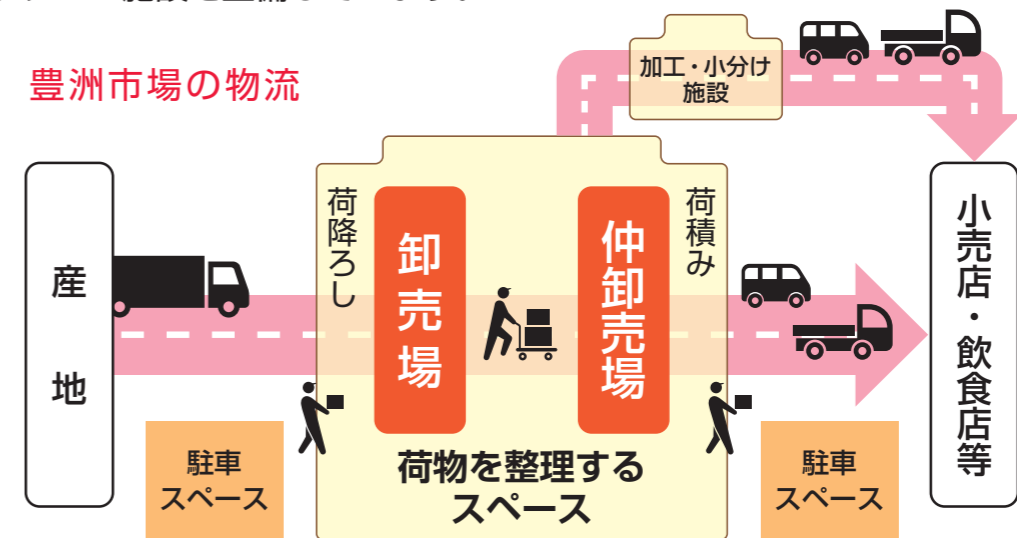 豊洲市場の物流
加工・小分け
施設
産地
荷降ろし
卸売場
仲卸売場
荷積み
小売店・飲食店等
駐車
スペース
荷物を整理する
スペース
駐車
スペース